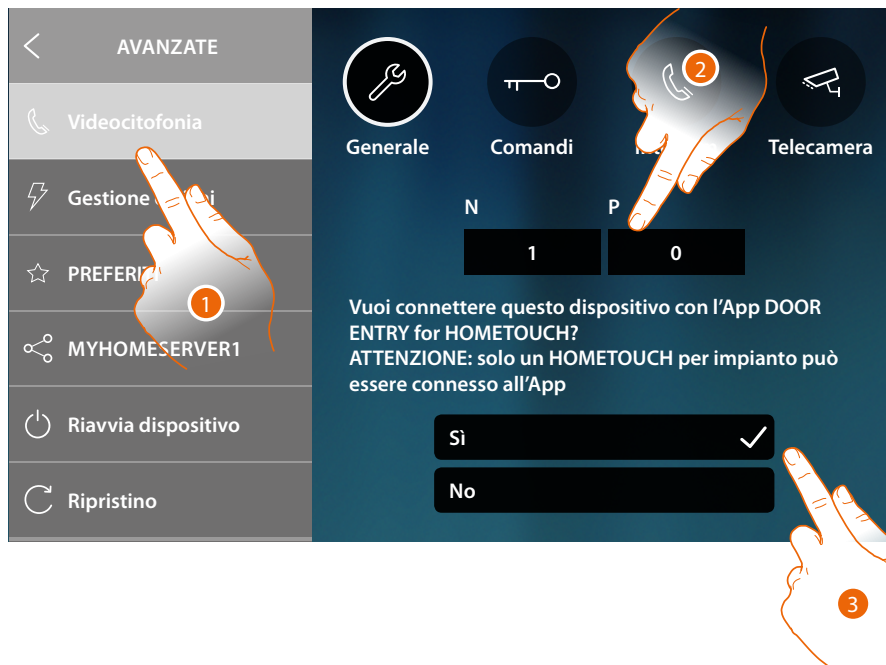 AVANZATE
Videocitofonia
Gestione
PREFERI
MYHOMESERVER1
Riavvia dispositivo
Ripristino
Generale
Comandi
Telecamera
N
P
1
0
Vuoi connettere questo dispositivo con l'App DOOR
ENTRY for HOMETOUCH?
ATTENZIONE: solo un HOMETOUCH per impianto può
essere connesso all'App
Sì
No
1
2
3